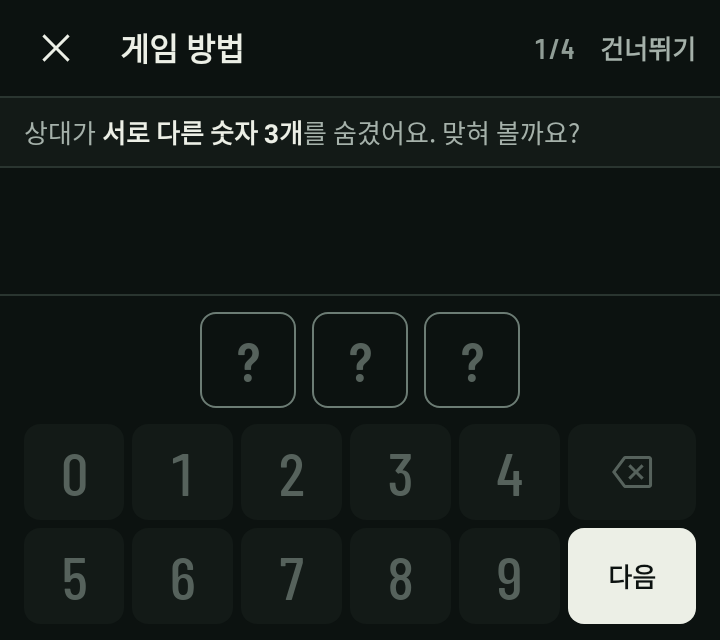 게임 방법 1/4 건너뛰기
상대가 서로 다른 숫자 3개를 숨겼어요. 맞혀 볼까요?
? ? ?
0 1 2 3 4
5 6 7 8 9 다음